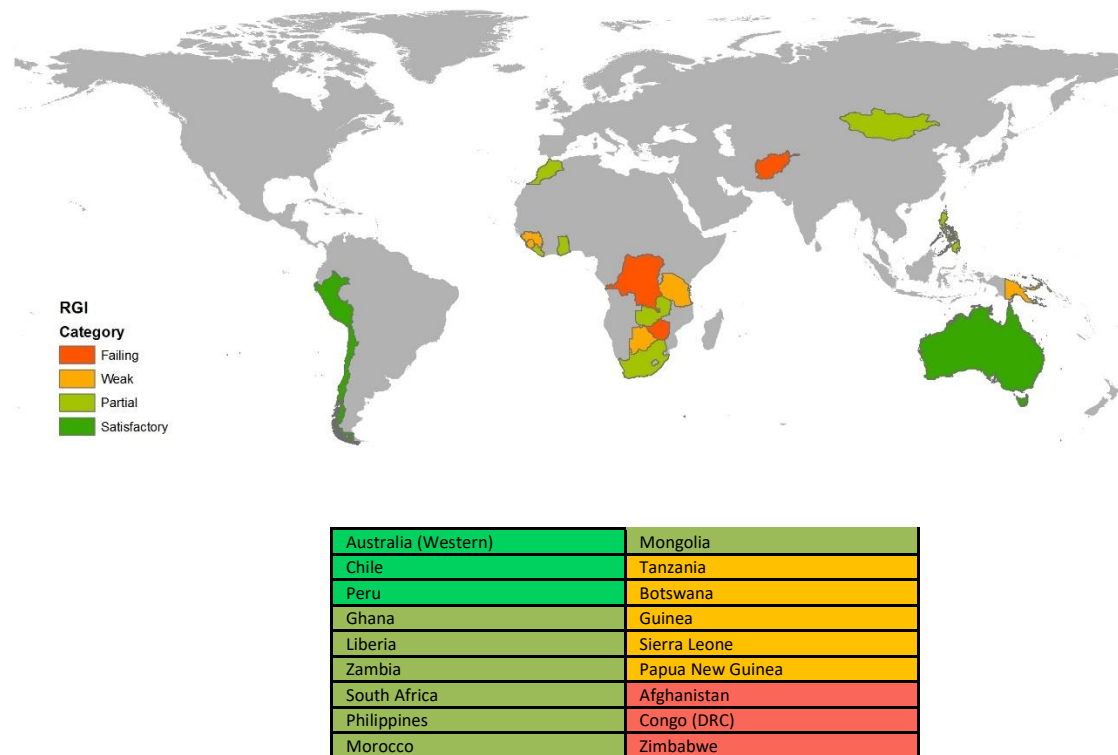 RGI
Category
Failing
Weak
Partial
Satisfactory
Australia (Western) Mongolia
Chile Tanzania
Peru Botswana
Ghana Guinea
Liberia Sierra Leone
Zambia Papua New Guinea
South Africa Afghanistan
Philippines Congo (DRC)
Morocco Zimbabwe